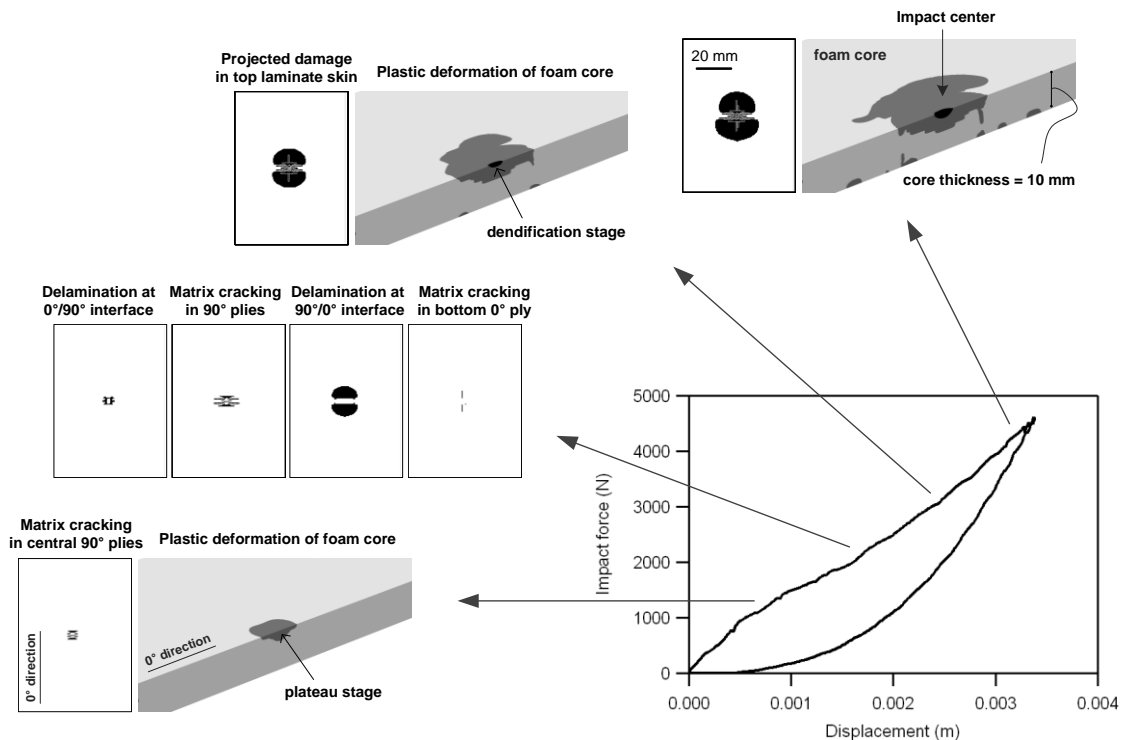 Impact center
20 mm
foam core
core thickness = 10 mm
Projected damage
in top laminate skin
Plastic deformation of foam core
dendification stage
Delamination at
0°/90° interface
Matrix cracking
in 90° plies
Delamination at
90°/0° interface
Matrix cracking
in bottom 0° ply
Matrix cracking
in central 90° plies
Plastic deformation of foam core
0° direction
0° direction
plateau stage
Impact force (N)
5000
4000
3000
2000
1000
0
0.000
0.001
0.002
0.003
0.004
Displacement (m)